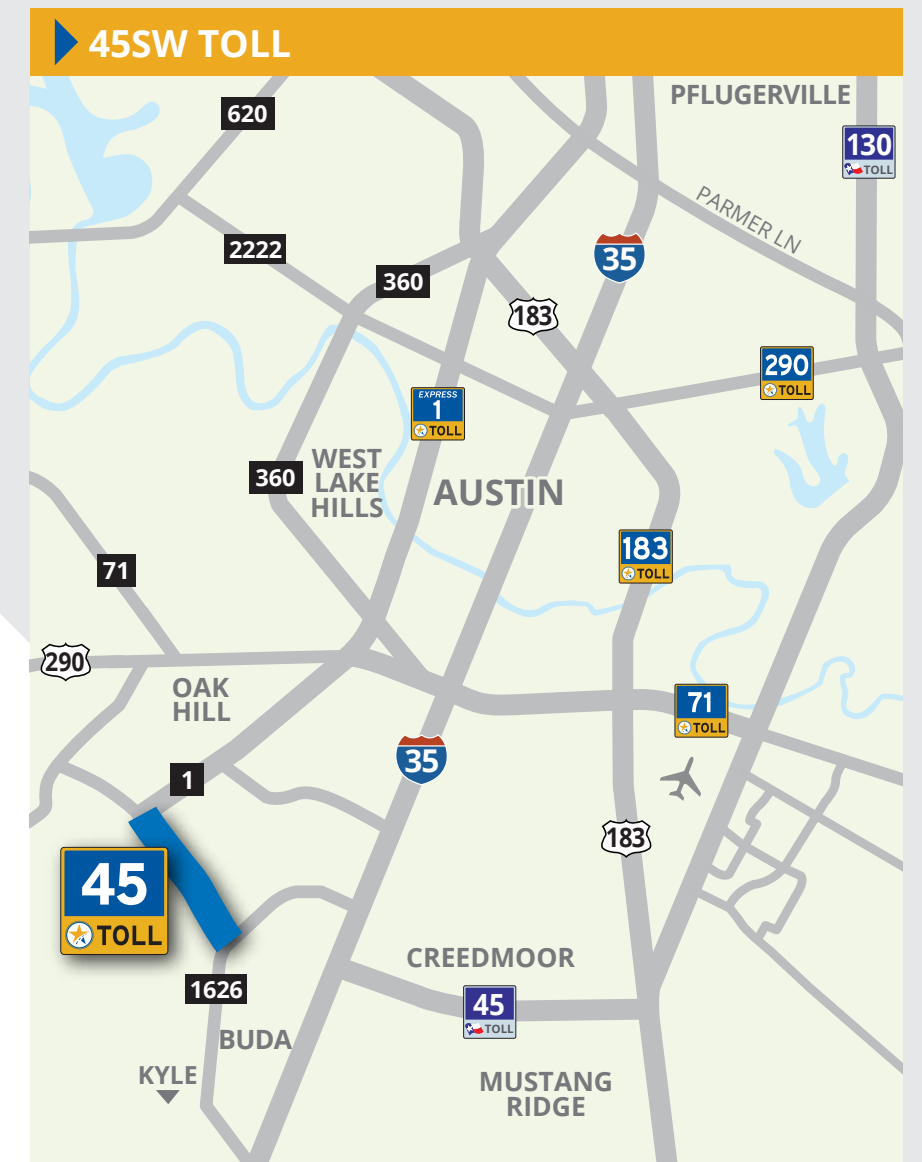 45SW TOLL
PFLUGERVILLE
620
130
TOLL
PARMER LN
2222
35
360
183
290
TOLL
EXPRESS
1
TOLL
WEST
LAKE
HILLS
360
AUSTIN
183
TOLL
71
290
OAK
HILL
71
TOLL
35
1
183
45
TOLL
CREEDMOOR
1626
45
TOLL
BUDA
KYLE
MUSTANG
RIDGE